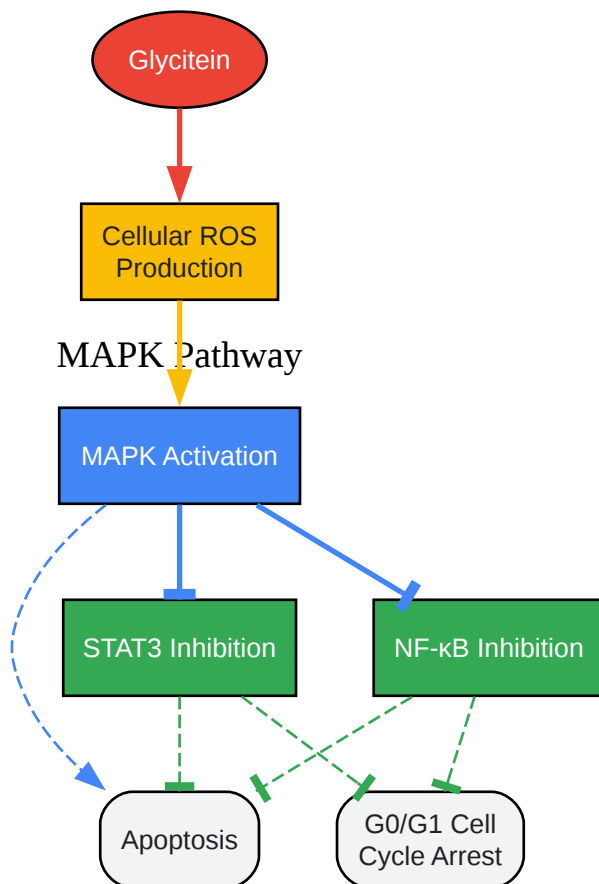 Glycitein
Cellular ROS
Production
MAPK Pathway
MAPK Activation
STAT3 Inhibition
NF-κB Inhibition
Apoptosis
G0/G1 Cell
Cycle Arrest